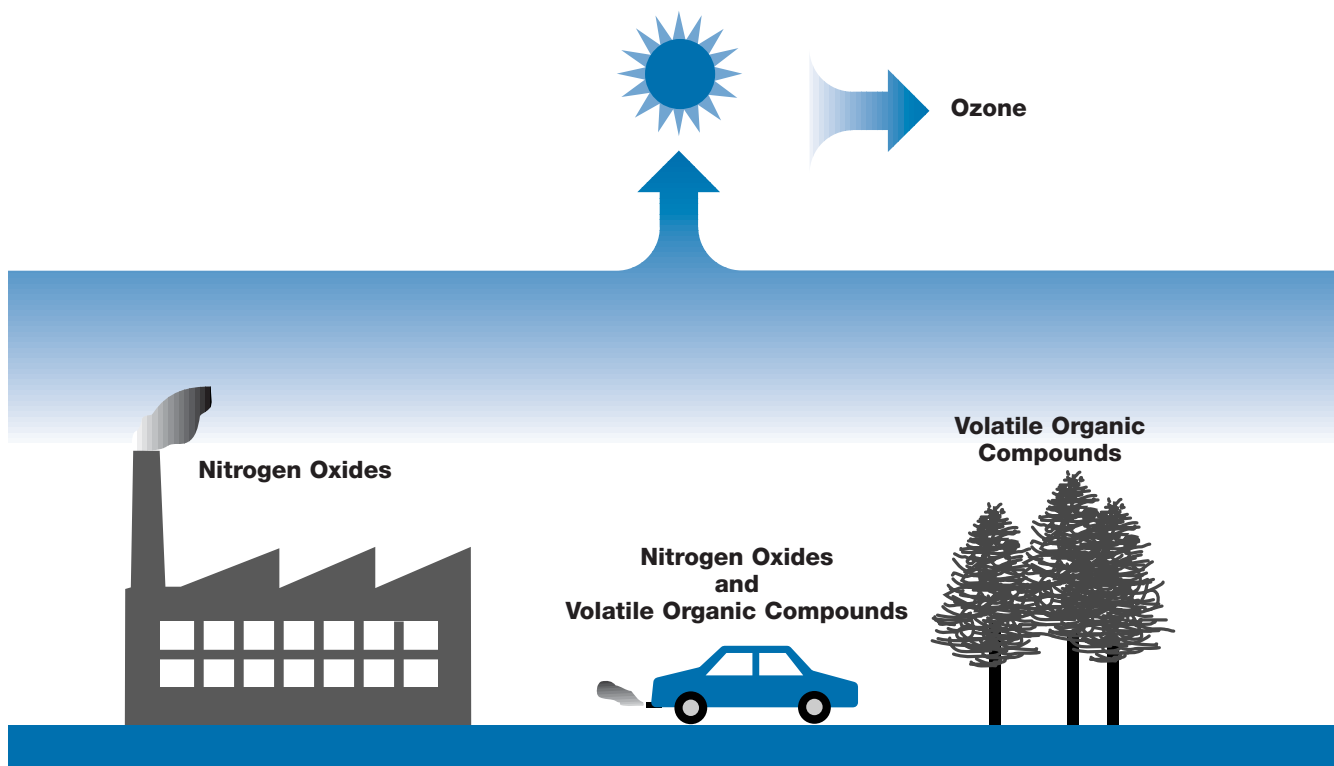 Ozone
Volatile Organic
Compounds
Nitrogen Oxides
Nitrogen Oxides
and
Volatile Organic Compounds